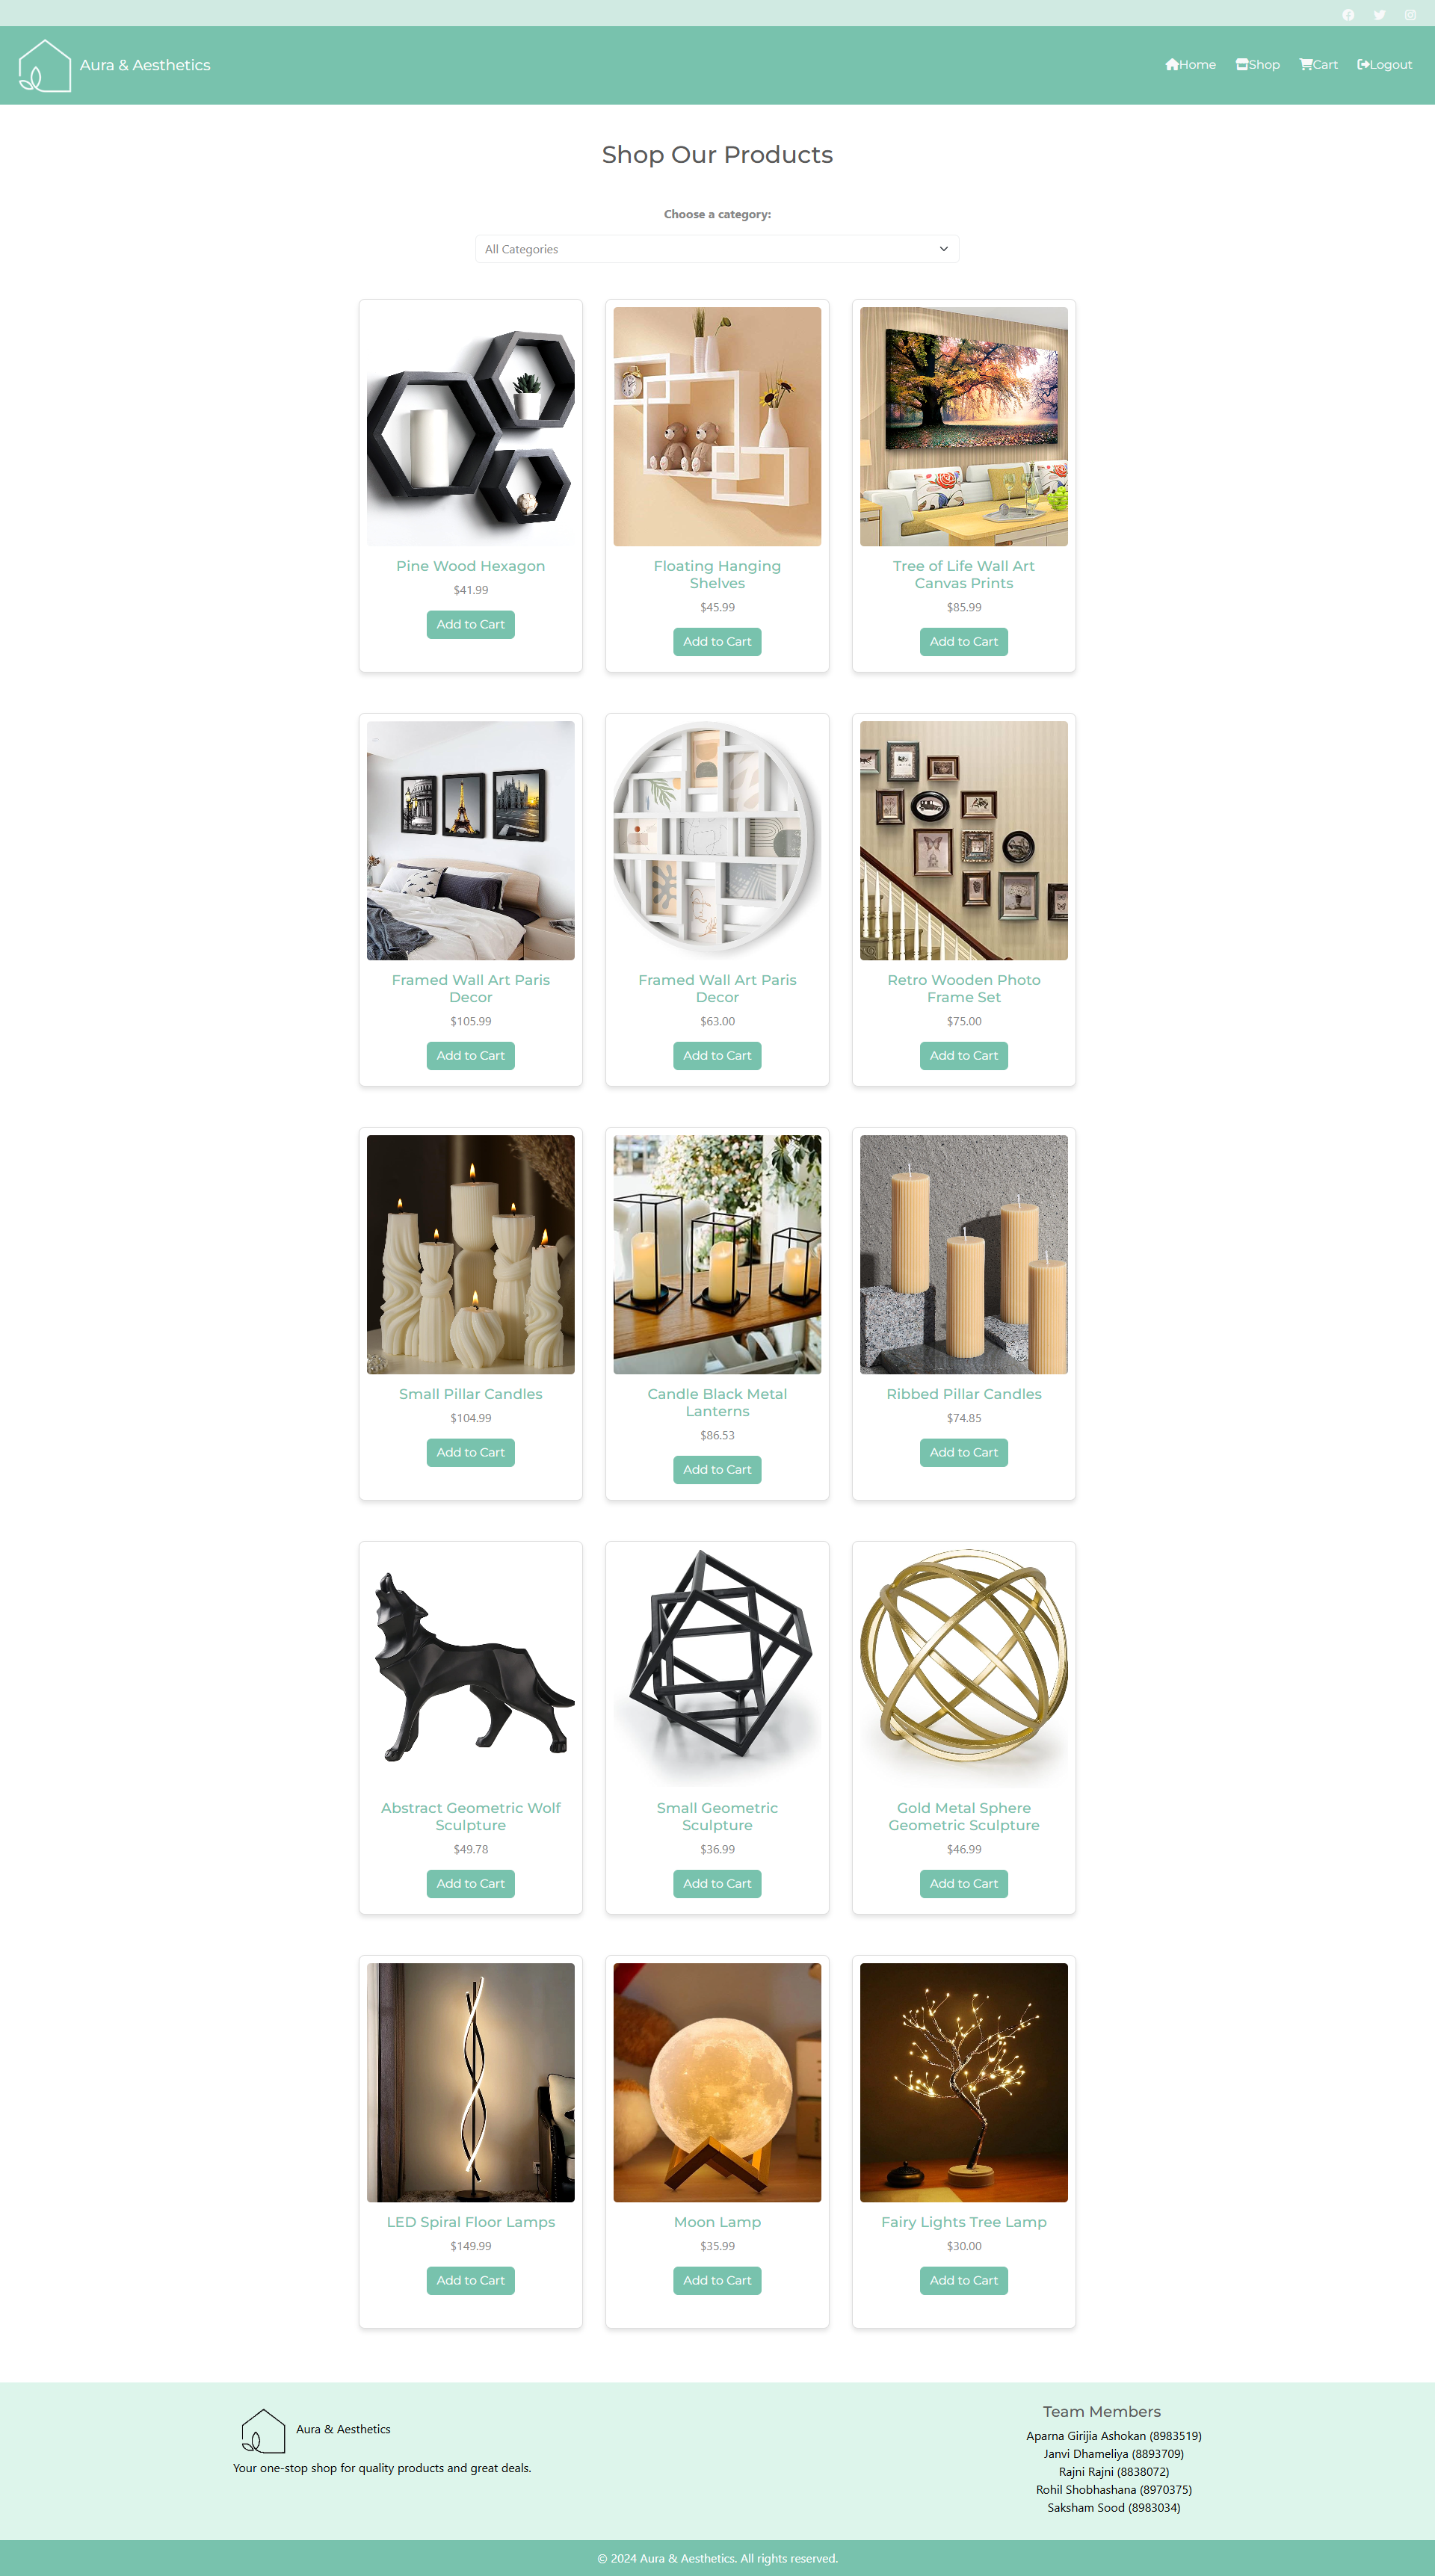 Aura & Aesthetics
Home
Shop
Cart
Logout
Shop Our Products
Choose a category:
All Categories
Pine Wood Hexagon
$41.99
Add to Cart
Floating Hanging
Shelves
$45.99
Add to Cart
Tree of Life Wall Art
Canvas Prints
$85.99
Add to Cart
Framed Wall Art Paris
Decor
$105.99
Add to Cart
Framed Wall Art Paris
Decor
$63.00
Add to Cart
Retro Wooden Photo
Frame Set
$75.00
Add to Cart
Small Pillar Candles
$104.99
Add to Cart
Candle Black Metal
Lanterns
$86.53
Add to Cart
Ribbed Pillar Candles
$74.85
Add to Cart
Abstract Geometric Wolf
Sculpture
$49.78
Add to Cart
Small Geometric
Sculpture
$36.99
Add to Cart
Gold Metal Sphere
Geometric Sculpture
$46.99
Add to Cart
LED Spiral Floor Lamps
$149.99
Add to Cart
Moon Lamp
$35.99
Add to Cart
Fairy Lights Tree Lamp
$30.00
Add to Cart
Aura & Aesthetics
Your one-stop shop for quality products and great deals.
Team Members
Aparna Girijia Ashokan (8983519)
Janvi Dhameliya (8893709)
Rajni Rajni (8838072)
Rohil Shobhashana (8970375)
Saksham Sood (8983034)
© 2024 Aura & Aesthetics. All rights reserved.